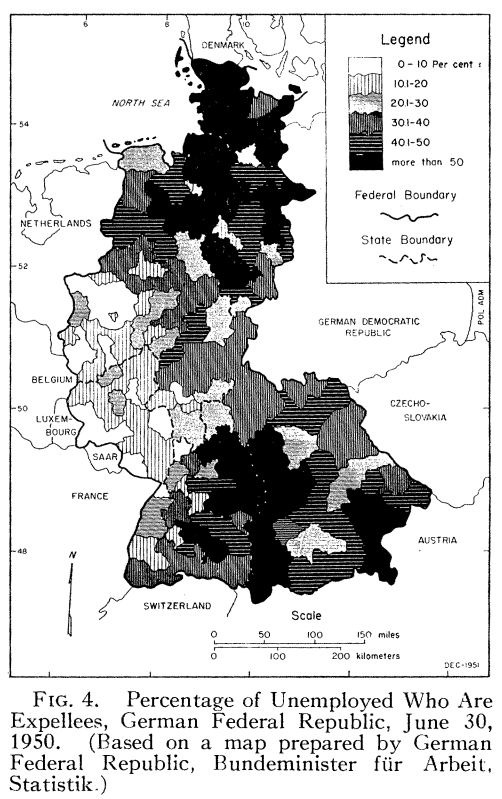 6
8
10
DENMARK
Legend
0-10 Per cent
10.1-20
20.1-30
30.1-40
40.1-50
more than 50
NORTH SEA
54
Federal Boundary
State Boundary
NETHERLANDS
52
GERMAN DEMOCRATIC
REPUBLIC
POL ADM
BELGIUM
CZECHO-
SLOVAKIA
50
LUXEM-
BOURG
SAAR
FRANCE
AUSTRIA
48
N
SWITZERLAND
Scale
0 50 100 150 miles
0 100 200 kilometers
DEC-1951
FIG. 4. Percentage of Unemployed Who Are
Expellees, German Federal Republic, June 30,
1950. (Based on a map prepared by German
Federal Republic, Bundeminister für Arbeit,
Statistik.)